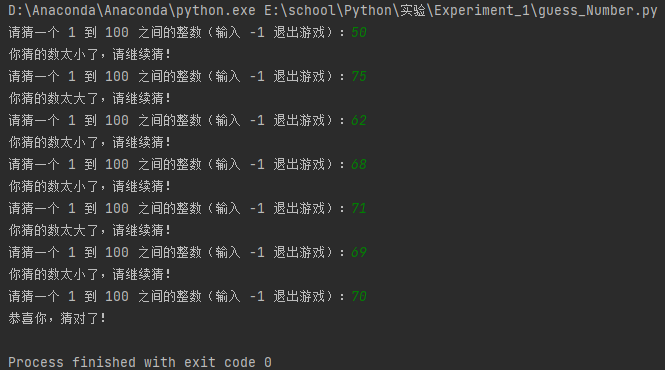 D:\Anaconda\Anaconda\python.exe E:\school\Python\实验\Experiment_1\guess_Number.py
请猜一个 1 到 100 之间的整数（输入 -1 退出游戏）：50
你猜的数太小了，请继续猜！
请猜一个 1 到 100 之间的整数（输入 -1 退出游戏）：75
你猜的数太大了，请继续猜！
请猜一个 1 到 100 之间的整数（输入 -1 退出游戏）：62
你猜的数太小了，请继续猜！
请猜一个 1 到 100 之间的整数（输入 -1 退出游戏）：68
你猜的数太小了，请继续猜！
请猜一个 1 到 100 之间的整数（输入 -1 退出游戏）：71
你猜的数太大了，请继续猜！
请猜一个 1 到 100 之间的整数（输入 -1 退出游戏）：69
你猜的数太小了，请继续猜！
请猜一个 1 到 100 之间的整数（输入 -1 退出游戏）：70
恭喜你，猜对了！
Process finished with exit code 0